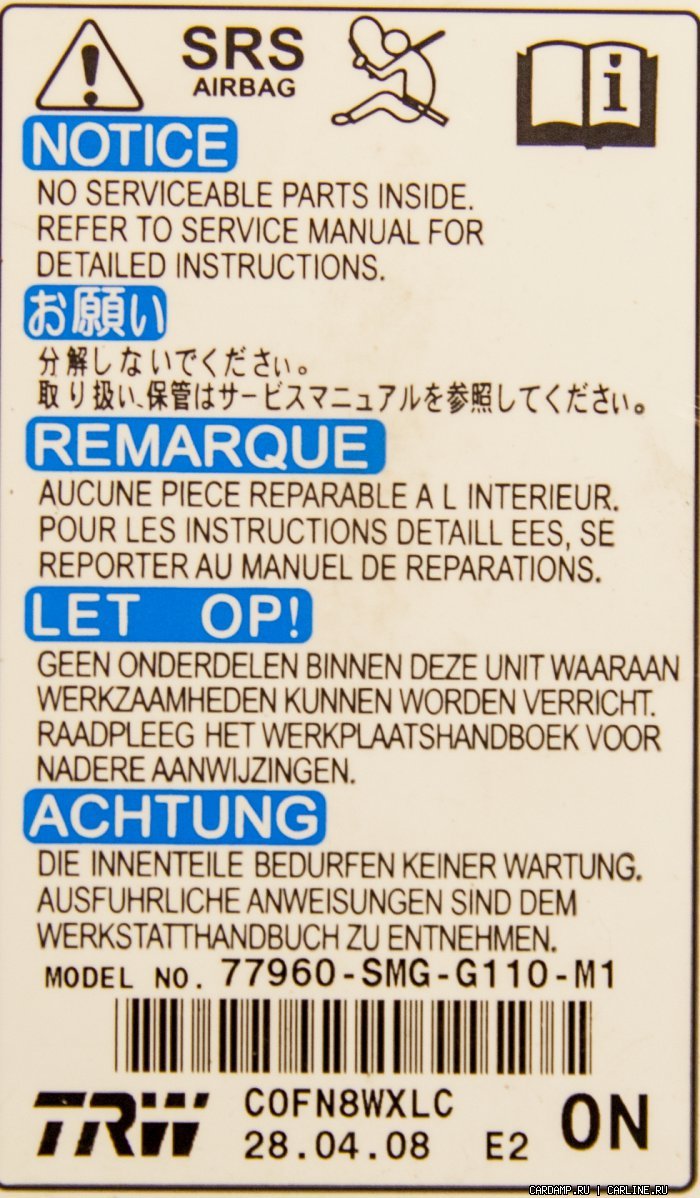 SRS
AIRBAG
i
NOTICE
NO SERVICEABLE PARTS INSIDE.
REFER TO SERVICE MANUAL FOR
DETAILED INSTRUCTIONS.
お願い
分解しないでください。
取り扱い、保管はサービスマニュアルを参照してください。
REMARQUE
AUCUNE PIECE REPARABLE A L INTERIEUR.
POUR LES INSTRUCTIONS DETAILL EES, SE
REPORTER AU MANUEL DE REPARATIONS.
LET OP!
GEEN ONDERDELEN BINNEN DEZE UNIT WAARAAN
WERKZAAMHEDEN KUNNEN WORDEN VERRICHT.
RAADPLEEG HET WERKPLAATSHANDBOEK VOOR
NADERE AANWIJZINGEN.
ACHTUNG
DIE INNENTEILE BEDURFEN KEINER WARTUNG.
AUSFUHRLICHE ANWEISUNGEN SIND DEM
WERKSTATTHANDBUCH ZU ENTNEHMEN.
MODEL NO. 77960-SMG-G110-M1
TRW
C0FN8WXLC
28.04.08 E2
0N
CARDAMP.RU | CARLINE.RU